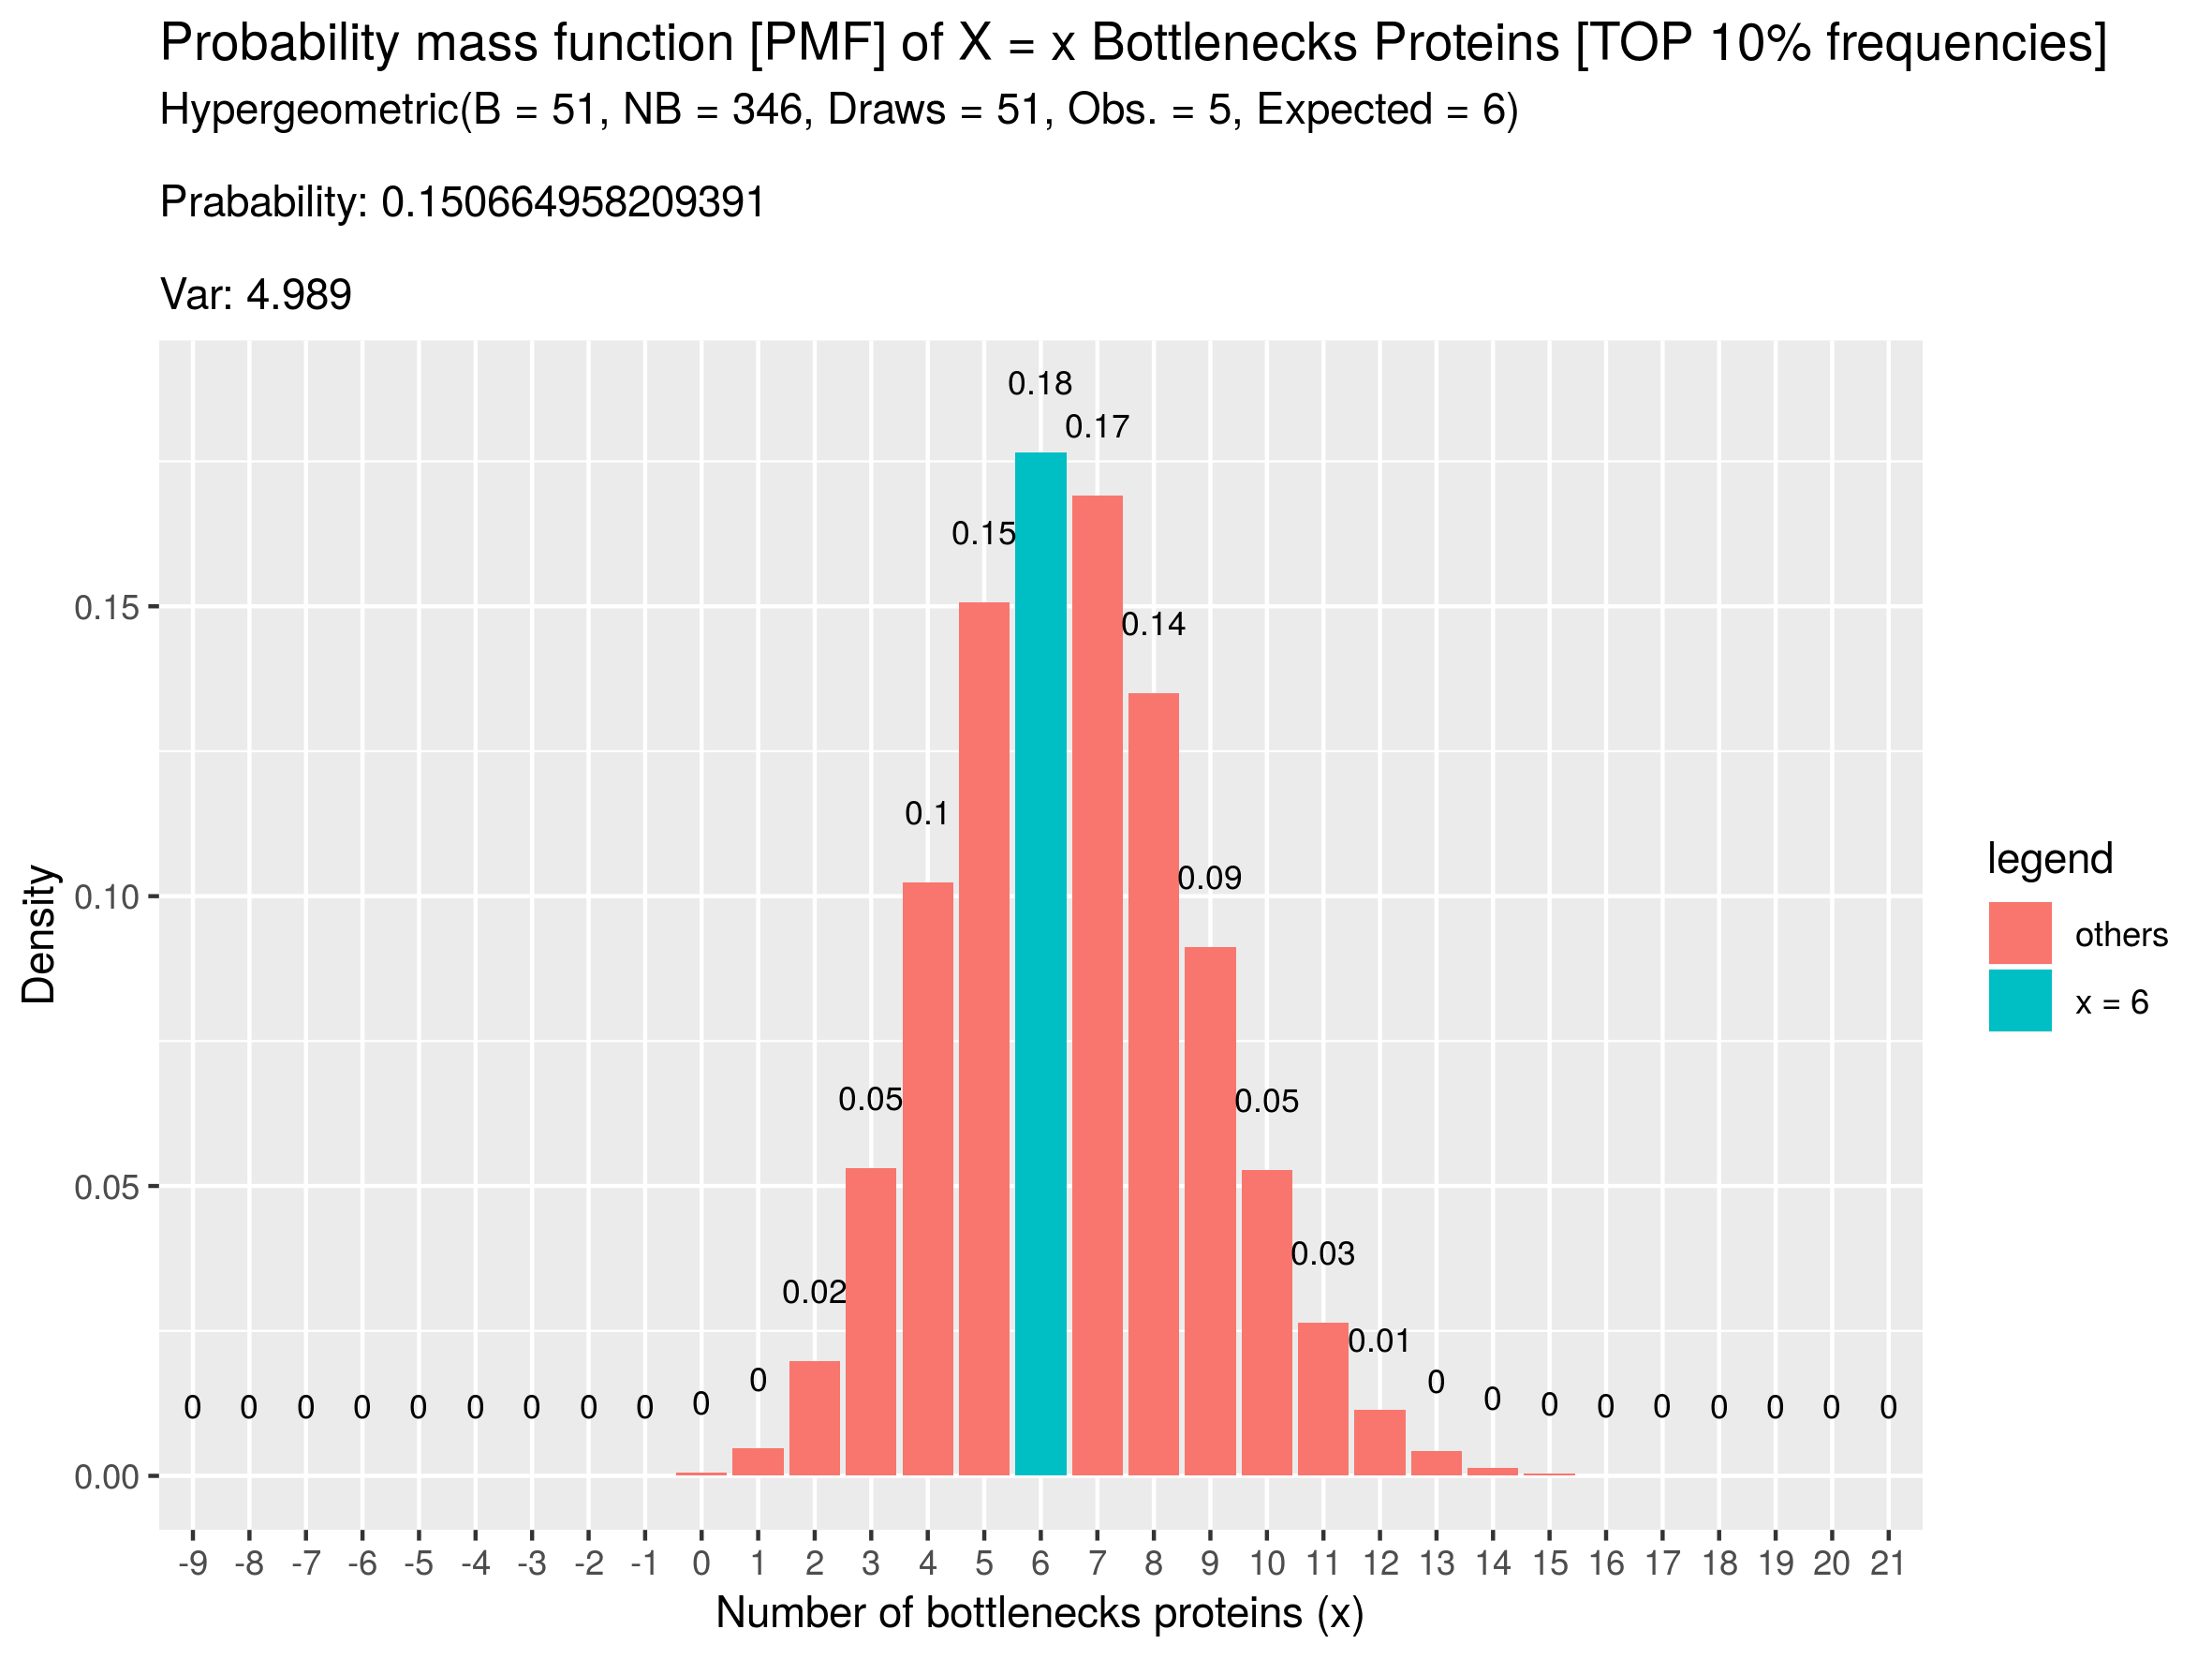 Probability mass function [PMF] of X = x Bottlenecks Proteins [TOP 10% frequencies]
Hypergeometric(B = 51, NB = 346, Draws = 51, Obs. = 5, Expected = 6)
Prabability: 0.150664958209391
Var: 4.989
0.18
0.17
0.15
0.14
0.1
0.09
0.05
0.05
0.03
0.02
0.01
0
0
0 0 0 0 0 0 0 0 0 0 0 0 0 0 0 0 0 0
0.15
0.10
0.05
0.00
Density
-9 -8 -7 -6 -5 -4 -3 -2 -1 0 1 2 3 4 5 6 7 8 9 10 11 12 13 14 15 16 17 18 19 20 21
Number of bottlenecks proteins (x)
legend
others
x = 6